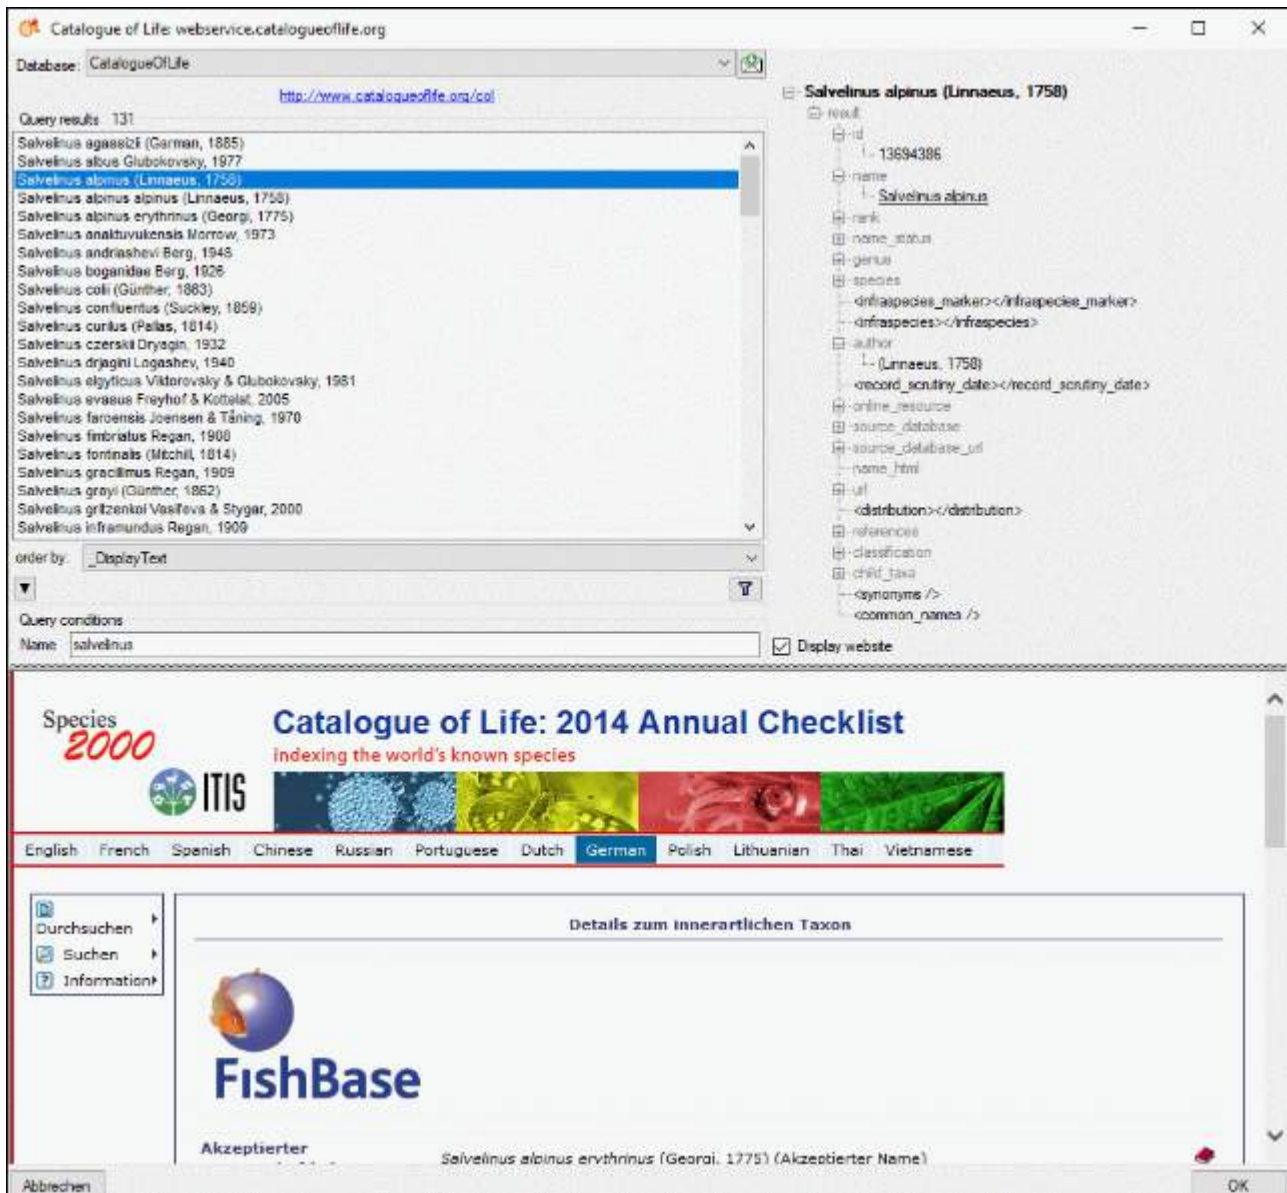 Catalogue of Life: webservice.catalogueoflife.org
Database: CatalogueOfLife
http://www.catalogueoflife.org/col
Query results 131
Salvelinus agassizii (Garman, 1885)
Salvelinus albus Glubokovsky, 1977
Salvelinus alpinus (Linnaeus, 1758)
Salvelinus alpinus alpinus (Linnaeus, 1758)
Salvelinus alpinus erythrinus (Georgi, 1775)
Salvelinus anaktuvukensis Morrow, 1973
Salvelinus andriashevi Berg, 1948
Salvelinus boganidae Berg, 1926
Salvelinus colii (Günther, 1863)
Salvelinus confluentus (Suckley, 1859)
Salvelinus curilus (Pallas, 1814)
Salvelinus czerskii Dryagin, 1932
Salvelinus drjagini Logashev, 1940
Salvelinus elgyticus Viktorovsky & Glubokovsky, 1981
Salvelinus evasus Freyhof & Kottelat, 2005
Salvelinus faroensis Joensen & Tåning, 1970
Salvelinus fimbriatus Regan, 1908
Salvelinus fontinalis (Mitchill, 1814)
Salvelinus gracillimus Regan, 1909
Salvelinus grayi (Günther, 1862)
Salvelinus gritzenkoi Vasil'eva & Stygar, 2000
Salvelinus inframundus Regan, 1909
order by: _DisplayText
Query conditions
Name salvelinus
Salvelinus alpinus (Linnaeus, 1758)
result
id
13694386
name
Salvelinus alpinus
rank
name_status
genus
species
<infraspecies_marker></infraspecies_marker>
<infraspecies></infraspecies>
author
(Linnaeus, 1758)
<record_scrutiny_date></record_scrutiny_date>
online_resource
source_database
source_database_url
name_html
url
<distribution></distribution>
references
classification
child_taxa
<synonyms />
<common_names />
Display website
Species
2000
ITIS
Catalogue of Life: 2014 Annual Checklist
indexing the world's known species
English French Spanish Chinese Russian Portuguese Dutch German Polish Lithuanian Thai Vietnamese
Durchsuchen
Suchen
Information
Details zum innerartlichen Taxon
FishBase
Akzeptierter
Salvelinus alpinus erythrinus (Georgi, 1775) (Akzeptierter Name)
Abbrechen
OK